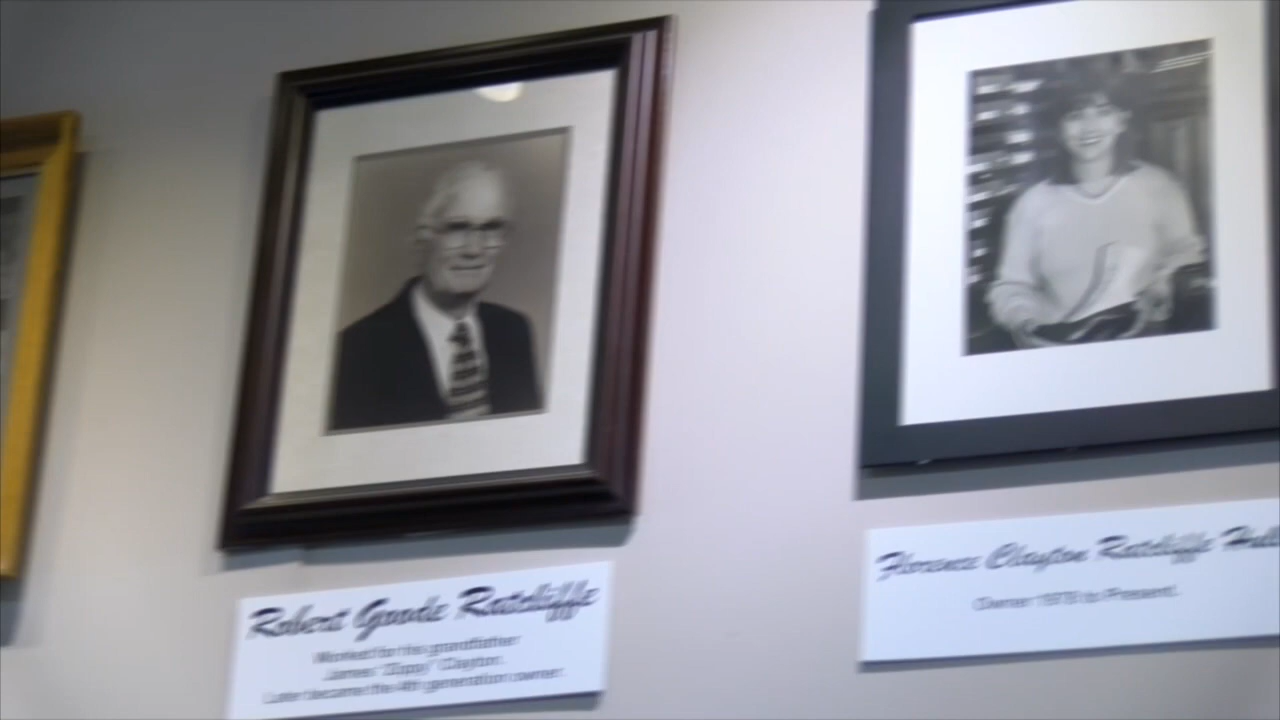 Robert Goode Ratcliffe
Worked for his grandfather
James "Zippy" Clayton.
Later became the 4th generation owner.
Florence Clayton Ratcliffe
Owner to Present.